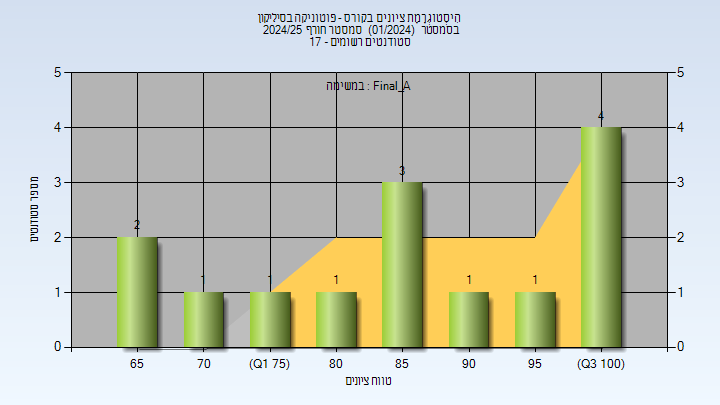 היסטוגרמת ציונים בקורס - פוטוניקה בסיליקון
בסמסטר (01/2024) סמסטר חורף 2024/25
סטודנטים רשומים - 17
במשימה : Final_A
5 5
4 4
3 3
2 2
1 1
0 0
2 1 1 1 3 1 1 4
מספר סטודנטים
65 70 (Q1 75) 80 85 90 95 (Q3 100)
טווח ציונים